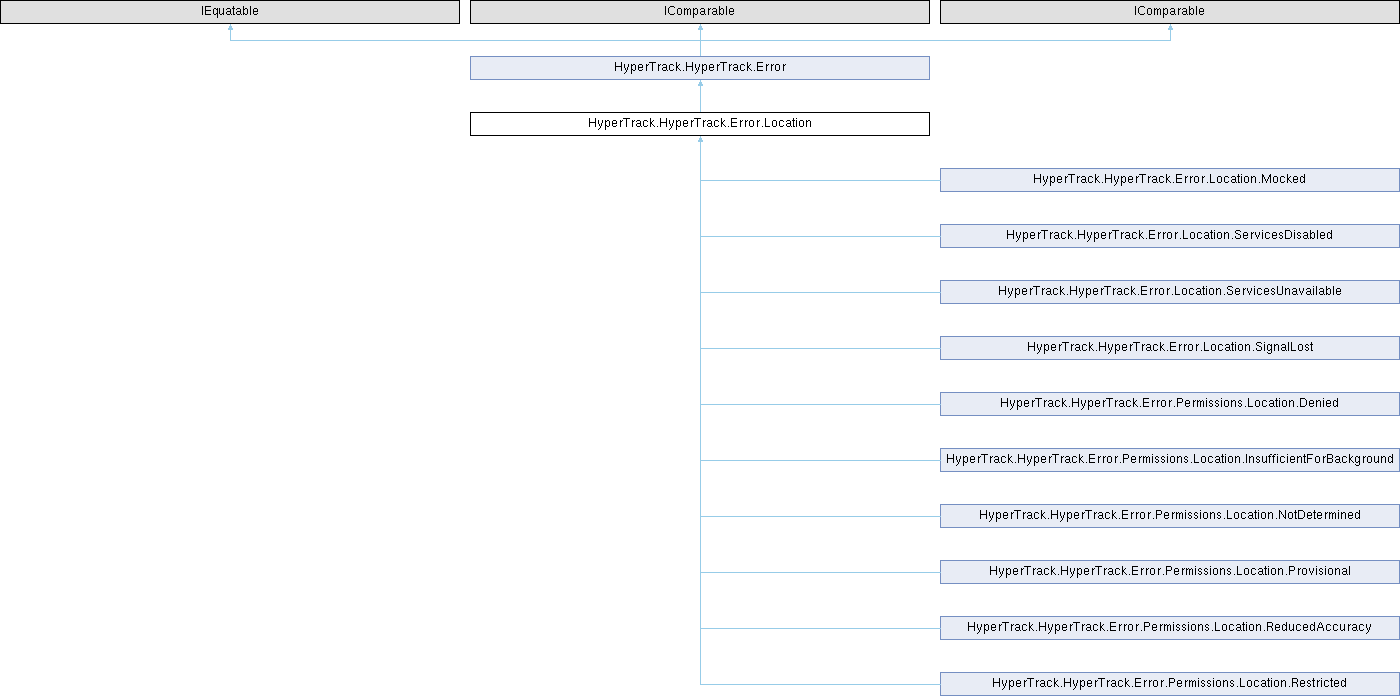 IEquatable
IComparable
IComparable
HyperTrack.HyperTrack.Error
HyperTrack.HyperTrack.Error.Location
HyperTrack.HyperTrack.Error.Location.Mocked
HyperTrack.HyperTrack.Error.Location.ServicesDisabled
HyperTrack.HyperTrack.Error.Location.ServicesUnavailable
HyperTrack.HyperTrack.Error.Location.SignalLost
HyperTrack.HyperTrack.Error.Permissions.Location.Denied
HyperTrack.HyperTrack.Error.Permissions.Location.InsufficientForBackground
HyperTrack.HyperTrack.Error.Permissions.Location.NotDetermined
HyperTrack.HyperTrack.Error.Permissions.Location.Provisional
HyperTrack.HyperTrack.Error.Permissions.Location.ReducedAccuracy
HyperTrack.HyperTrack.Error.Permissions.Location.Restricted